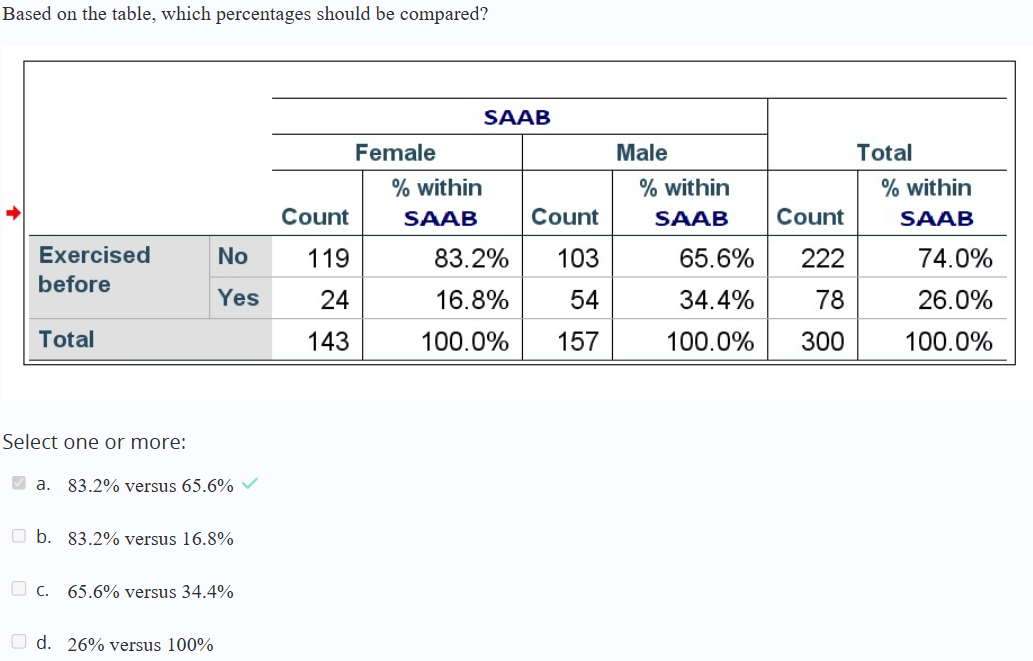 Based on the table, which percentages should be compared?
SAAB
Female Male Total
Count % within SAAB Count % within SAAB Count % within SAAB
Exercised before No 119 83.2% 103 65.6% 222 74.0%
Yes 24 16.8% 54 34.4% 78 26.0%
Total 143 100.0% 157 100.0% 300 100.0%
Select one or more:
a. 83.2% versus 65.6%
b. 83.2% versus 16.8%
c. 65.6% versus 34.4%
d. 26% versus 100%